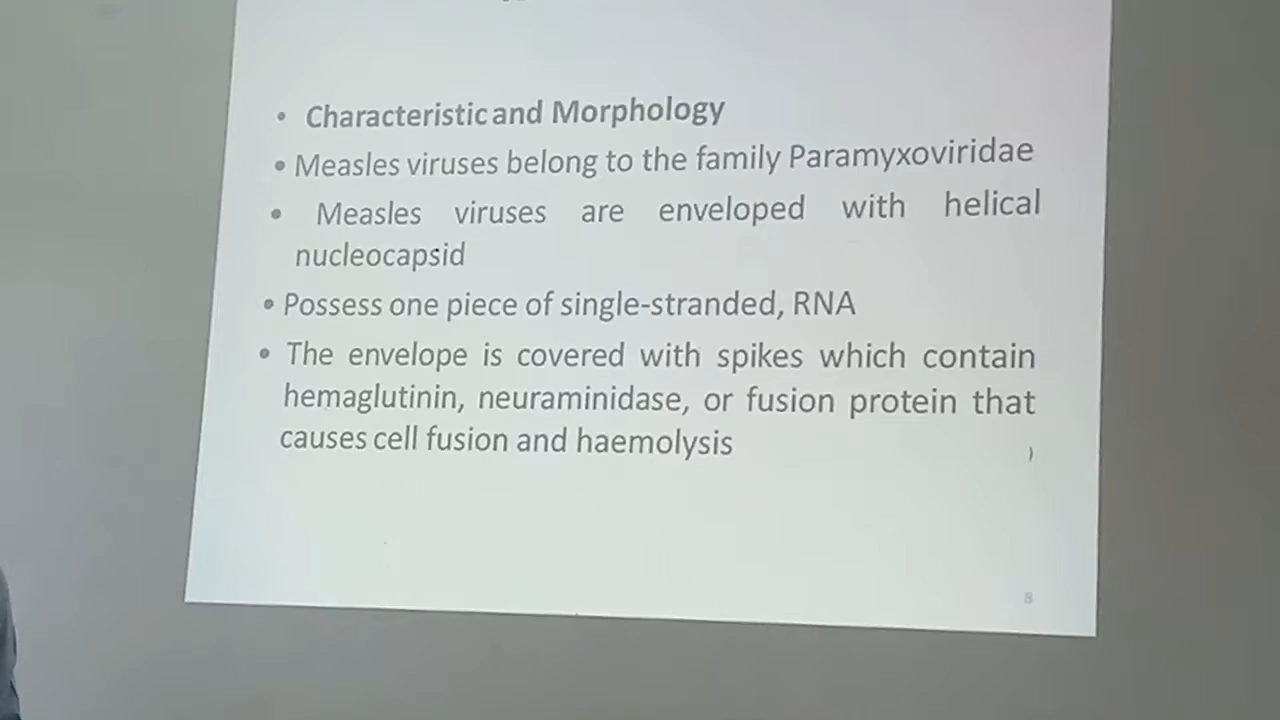 • Characteristic and Morphology
• Measles viruses belong to the family Paramyxoviridae
• Measles viruses are enveloped with helical
nucleocapsid
• Possess one piece of single-stranded, RNA
• The envelope is covered with spikes which contain
hemaglutinin, neuraminidase, or fusion protein that
causes cell fusion and haemolysis
)
8